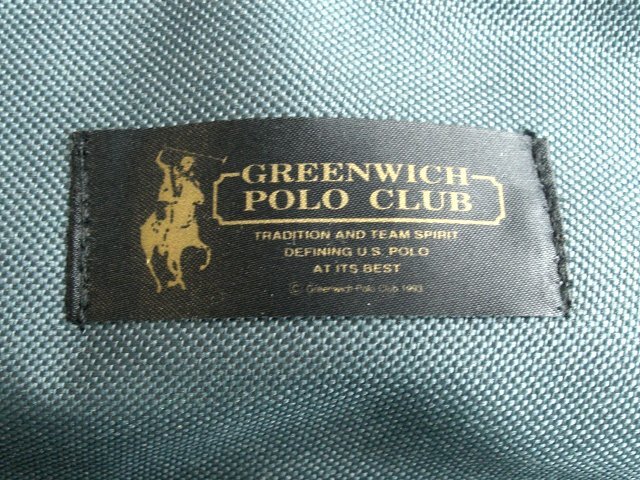 GREENWICH
POLO CLUB
TRADITION AND TEAM SPIRIT
DEFINING U.S. POLO
AT ITS BEST
© Greenwich Polo Club 1993